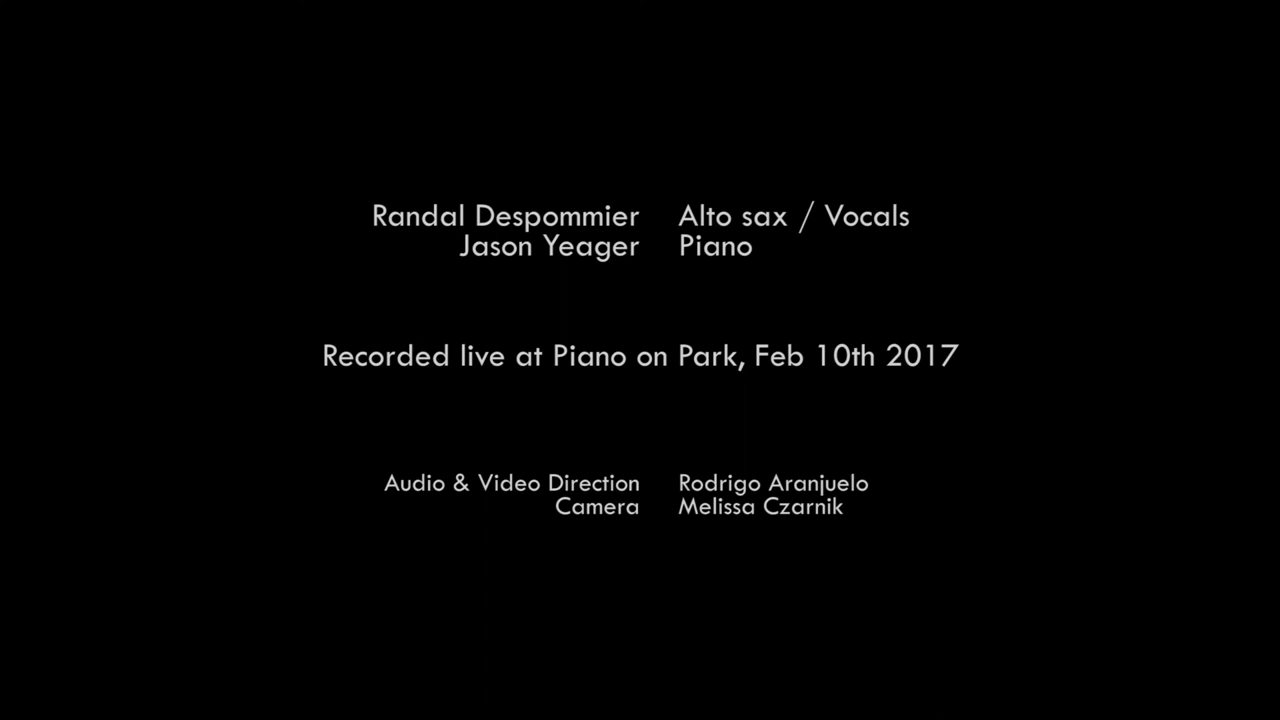 Randal Despommier Alto sax / Vocals
Jason Yeager Piano
Recorded live at Piano on Park, Feb 10th 2017
Audio & Video Direction Rodrigo Aranjuelo
Camera Melissa Czarnik